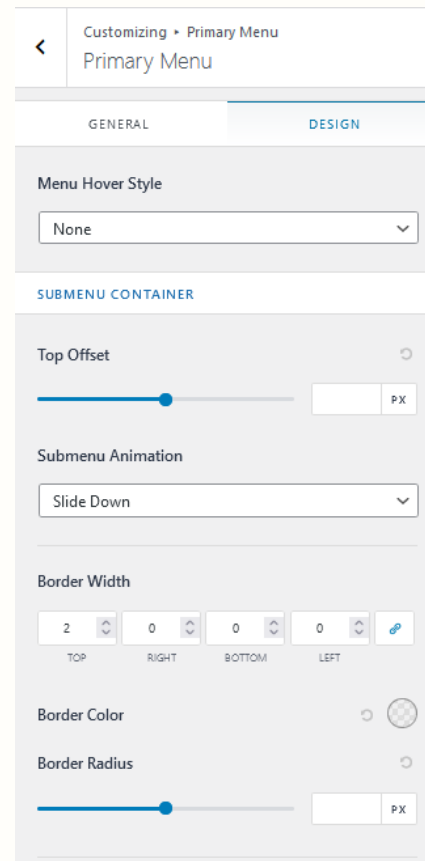 Customizing ▸ Primary Menu
Primary Menu
GENERAL DESIGN
Menu Hover Style
None
SUBMENU CONTAINER
Top Offset
PX
Submenu Animation
Slide Down
Border Width
2 0 0 0
TOP RIGHT BOTTOM LEFT
Border Color
Border Radius
PX